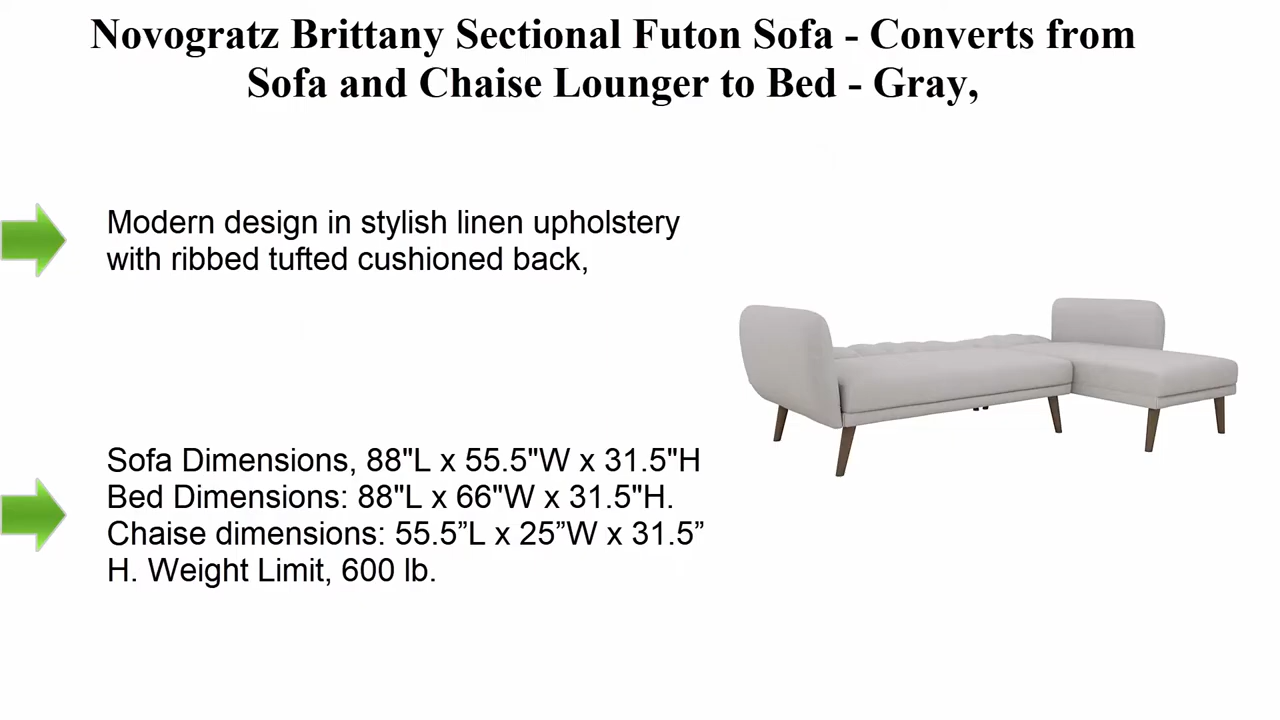 Novogratz Brittany Sectional Futon Sofa - Converts from
Sofa and Chaise Lounger to Bed - Gray,
Modern design in stylish linen upholstery
with ribbed tufted cushioned back,
Sofa Dimensions, 88"L x 55.5"W x 31.5"H
Bed Dimensions: 88"L x 66"W x 31.5"H.
Chaise dimensions: 55.5”L x 25”W x 31.5”
H. Weight Limit, 600 lb.